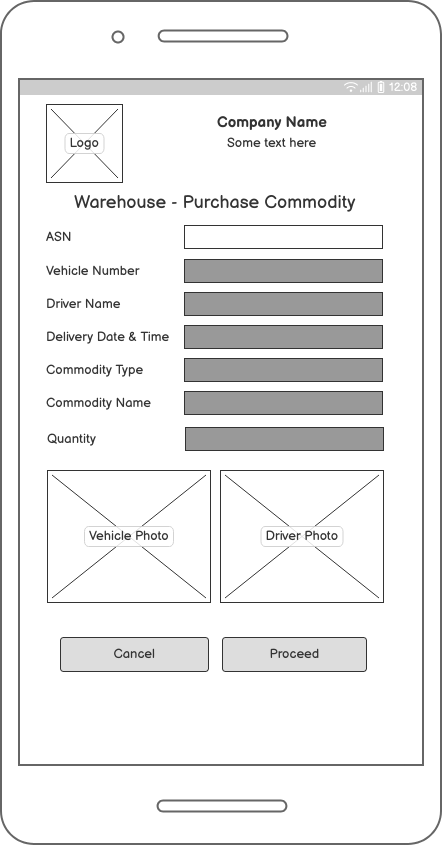 12:08
Logo
Company Name
Some text here
Warehouse - Purchase Commodity
ASN
Vehicle Number
Driver Name
Delivery Date & Time
Commodity Type
Commodity Name
Quantity
Vehicle Photo
Driver Photo
Cancel
Proceed